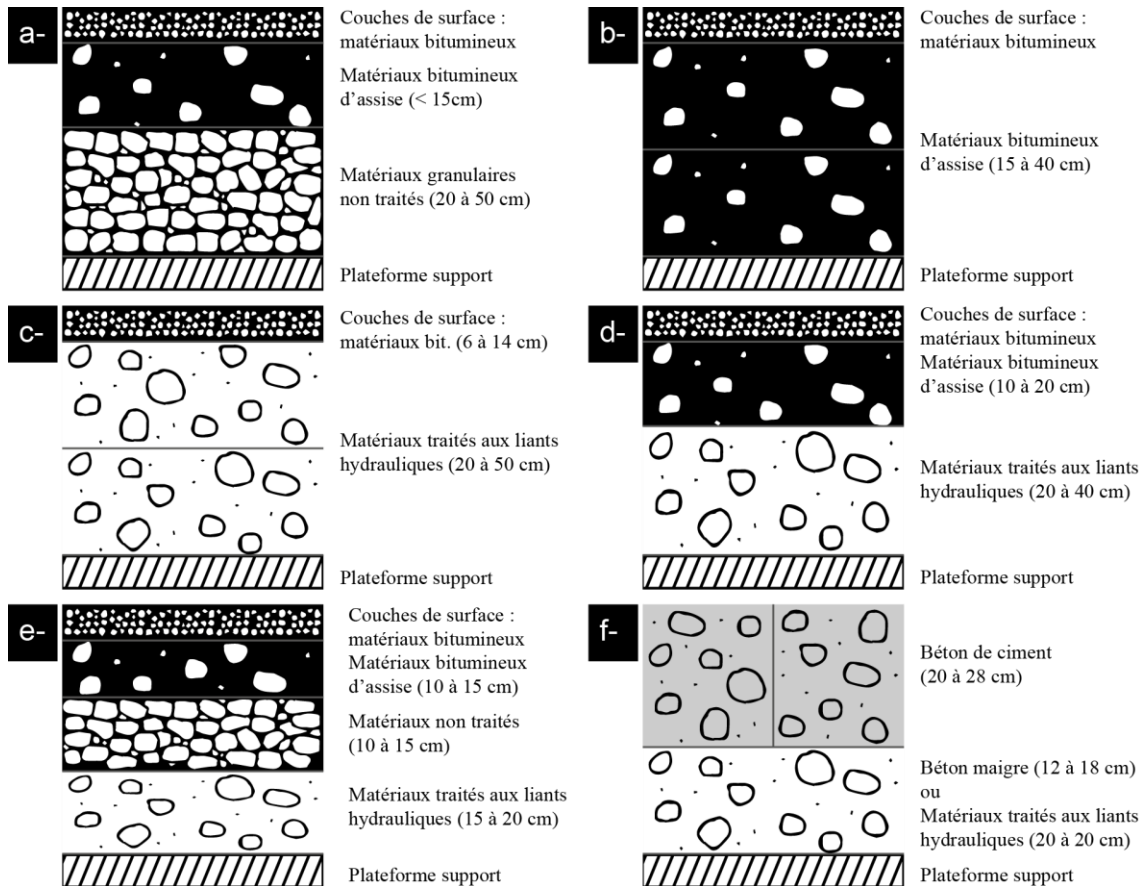 a-
Couches de surface :
matériaux bitumineux
Matériaux bitumineux
d'assise (< 15cm)
Matériaux granulaires
non traités (20 à 50 cm)
Plateforme support
b-
Couches de surface :
matériaux bitumineux
Matériaux bitumineux
d'assise (15 à 40 cm)
Plateforme support
c-
Couches de surface :
matériaux bit. (6 à 14 cm)
Matériaux traités aux liants
hydrauliques (20 à 50 cm)
Plateforme support
d-
Couches de surface :
matériaux bitumineux
Matériaux bitumineux
d'assise (10 à 20 cm)
Matériaux traités aux liants
hydrauliques (20 à 40 cm)
Plateforme support
e-
Couches de surface :
matériaux bitumineux
Matériaux bitumineux
d'assise (10 à 15 cm)
Matériaux non traités
(10 à 15 cm)
Matériaux traités aux liants
hydrauliques (15 à 20 cm)
Plateforme support
f-
Béton de ciment
(20 à 28 cm)
Béton maigre (12 à 18 cm)
ou
Matériaux traités aux liants
hydrauliques (20 à 20 cm)
Plateforme support